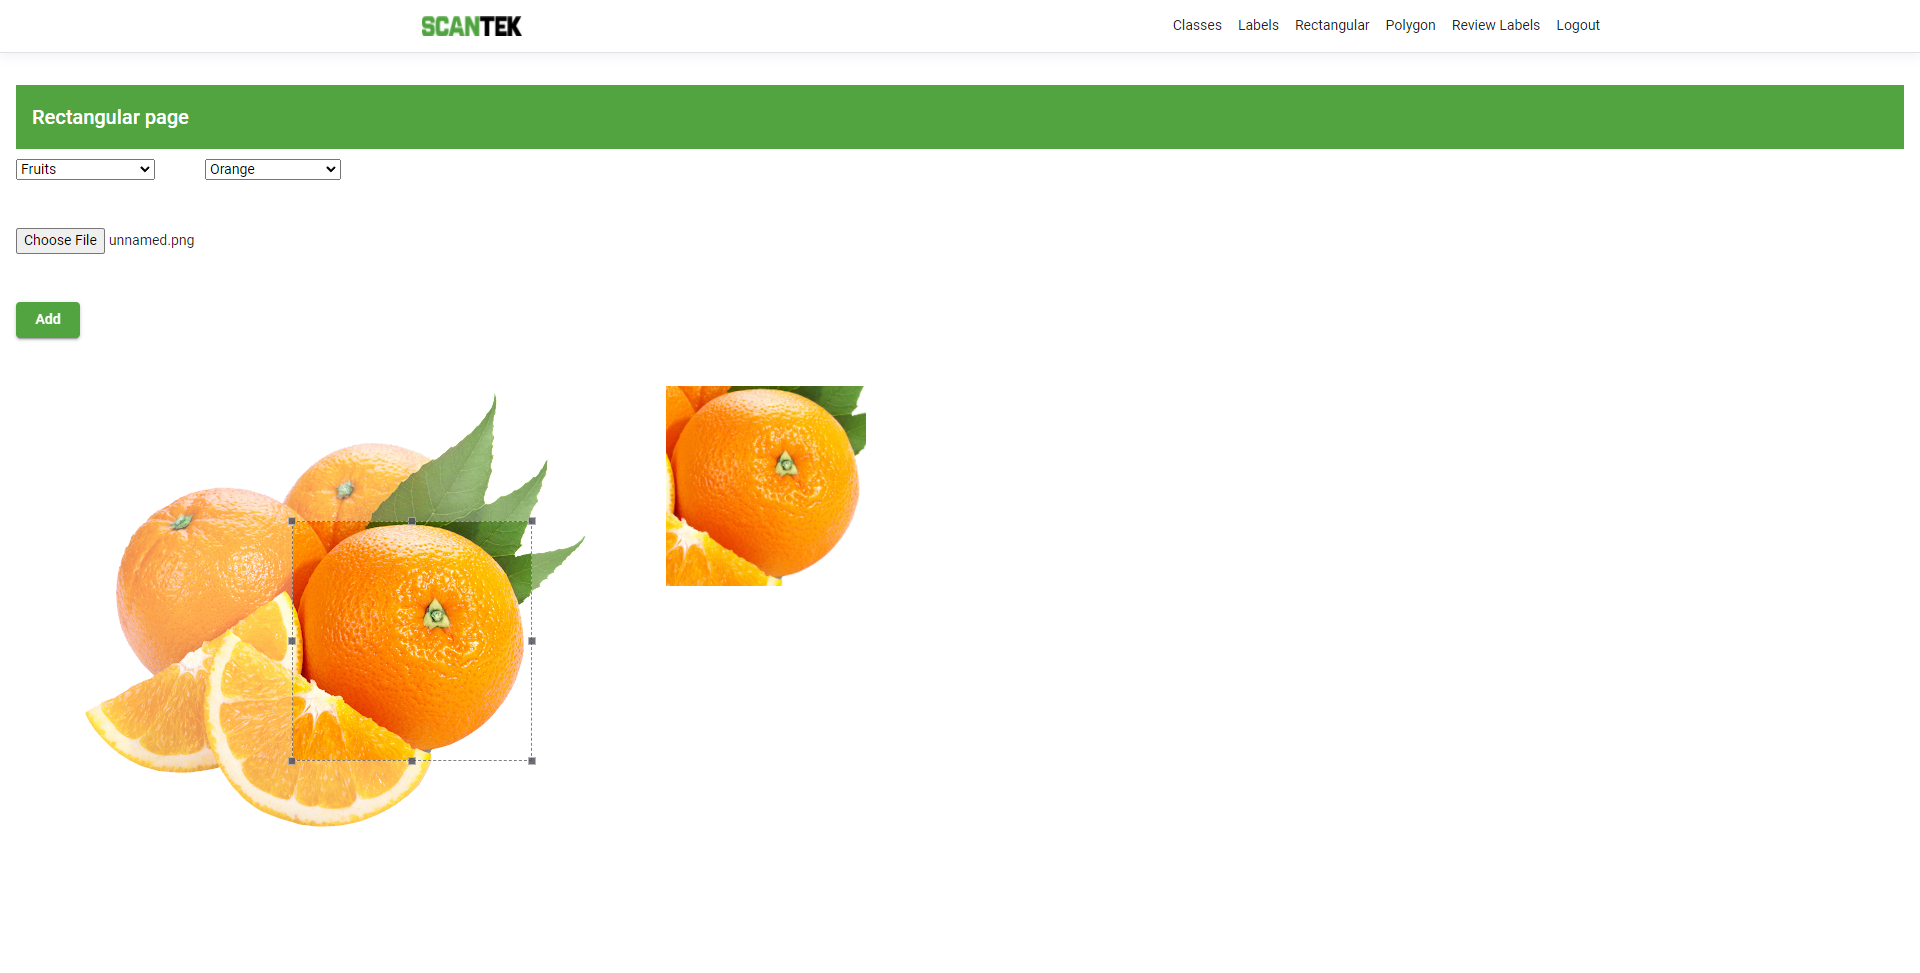 SCANTEK
Classes Labels Rectangular Polygon Review Labels Logout
Rectangular page
Fruits Orange
Choose File unnamed.png
Add